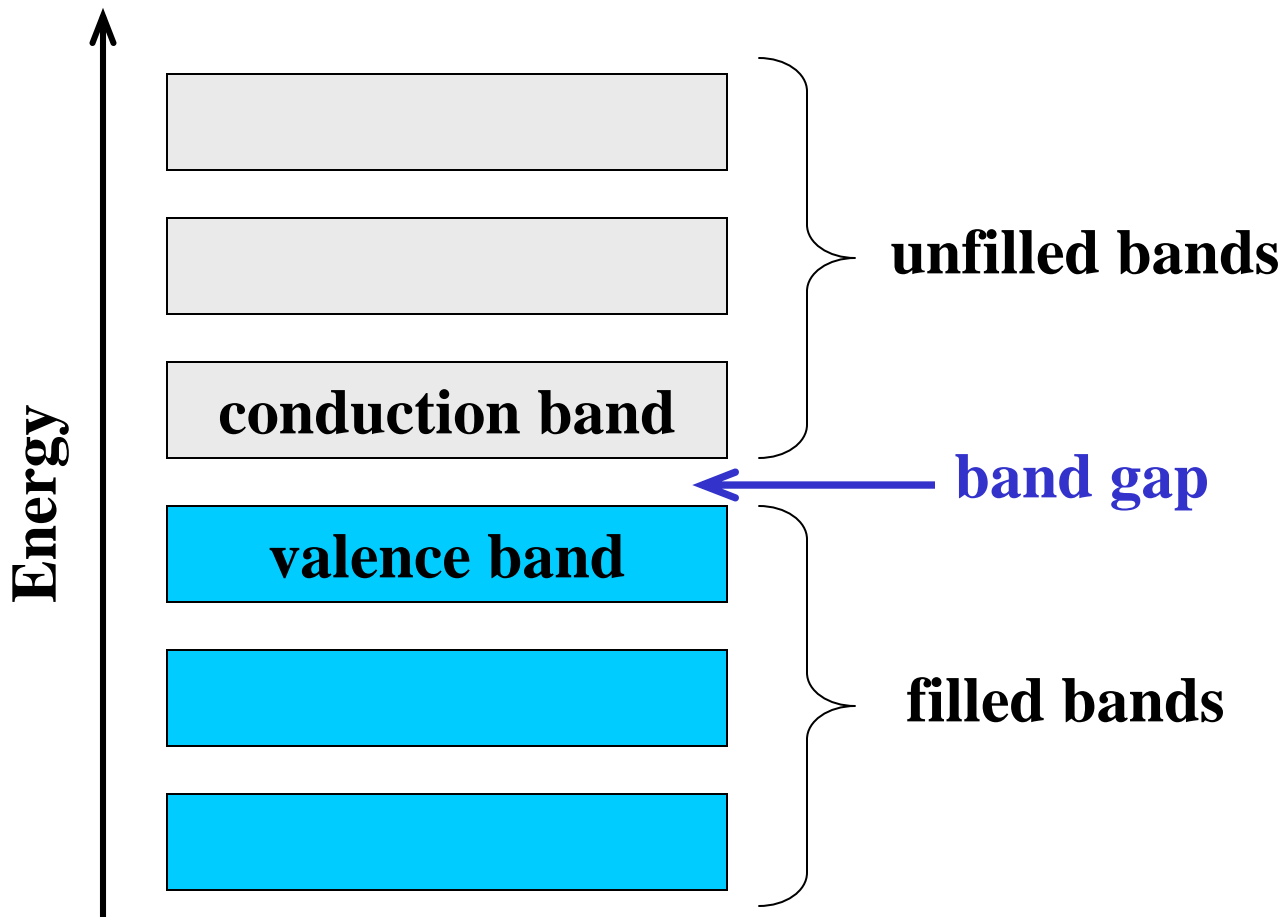 unfilled bands
conduction band
band gap
Energy
valence band
filled bands